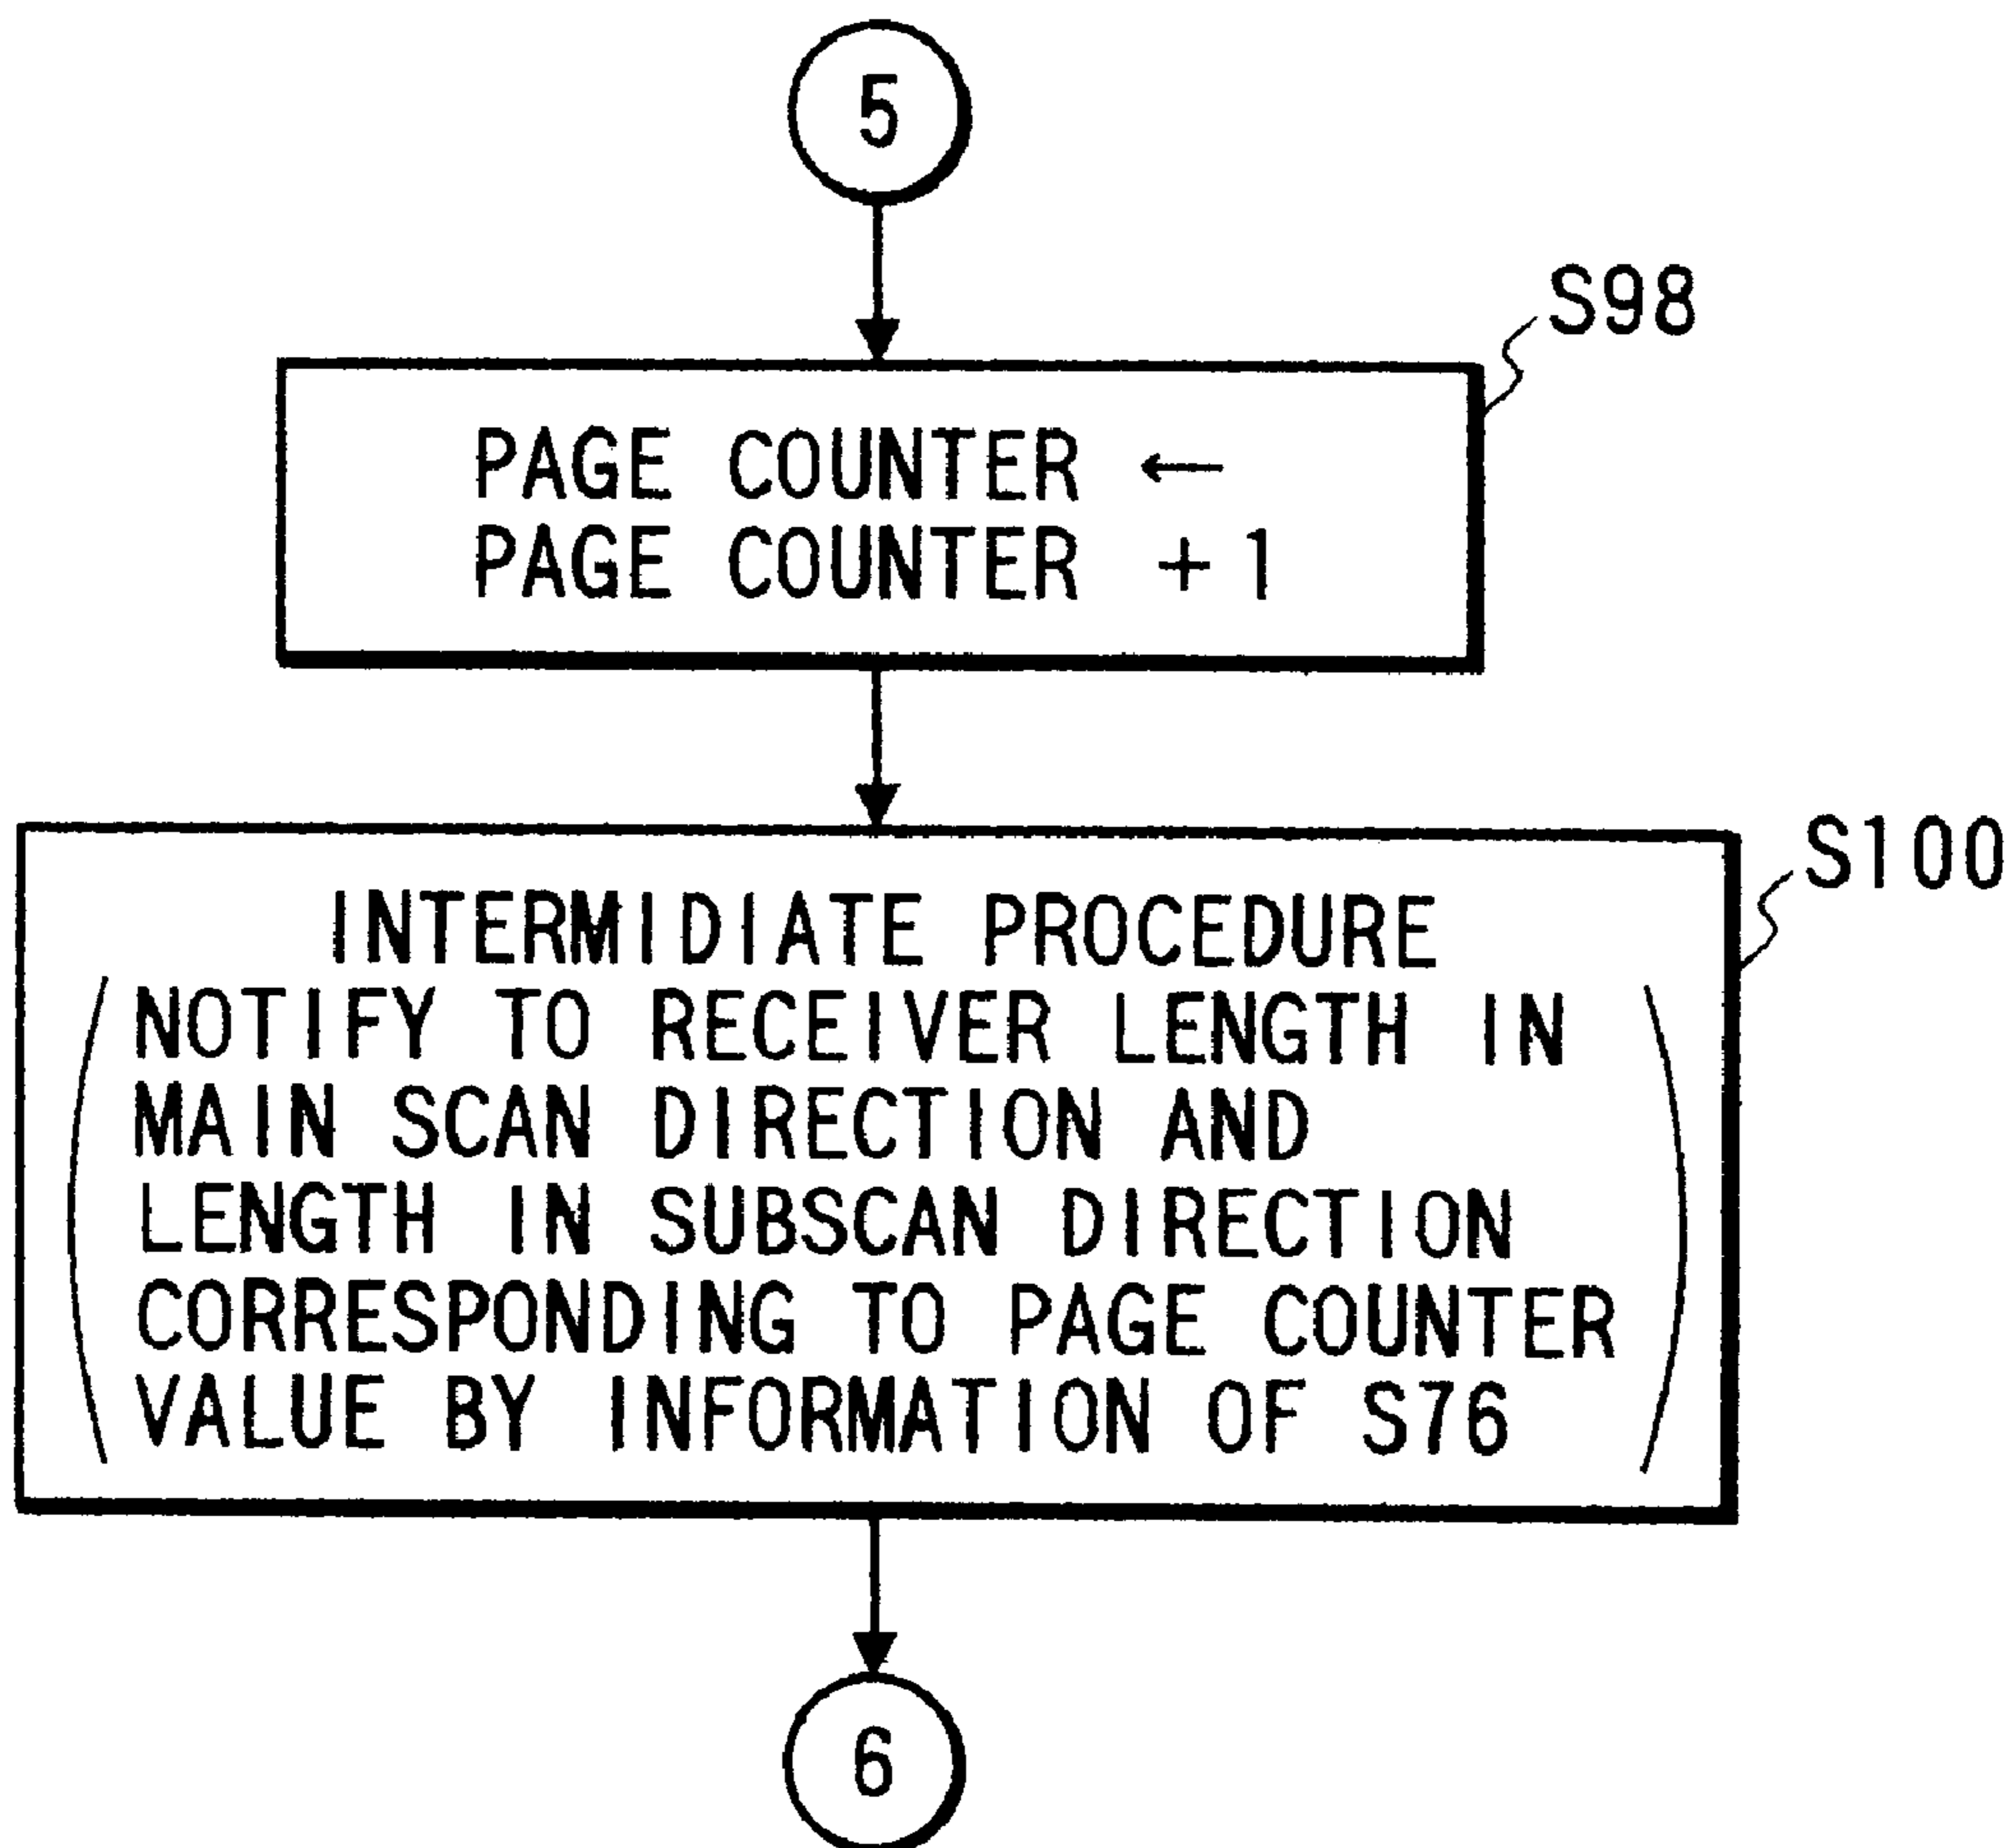 5
S98
PAGE COUNTER ←
PAGE COUNTER +1
S100
INTERMIDIATE PROCEDURE
NOTIFY TO RECEIVER LENGTH IN
MAIN SCAN DIRECTION AND
LENGTH IN SUBSCAN DIRECTION
CORRESPONDING TO PAGE COUNTER
VALUE BY INFORMATION OF S76
6